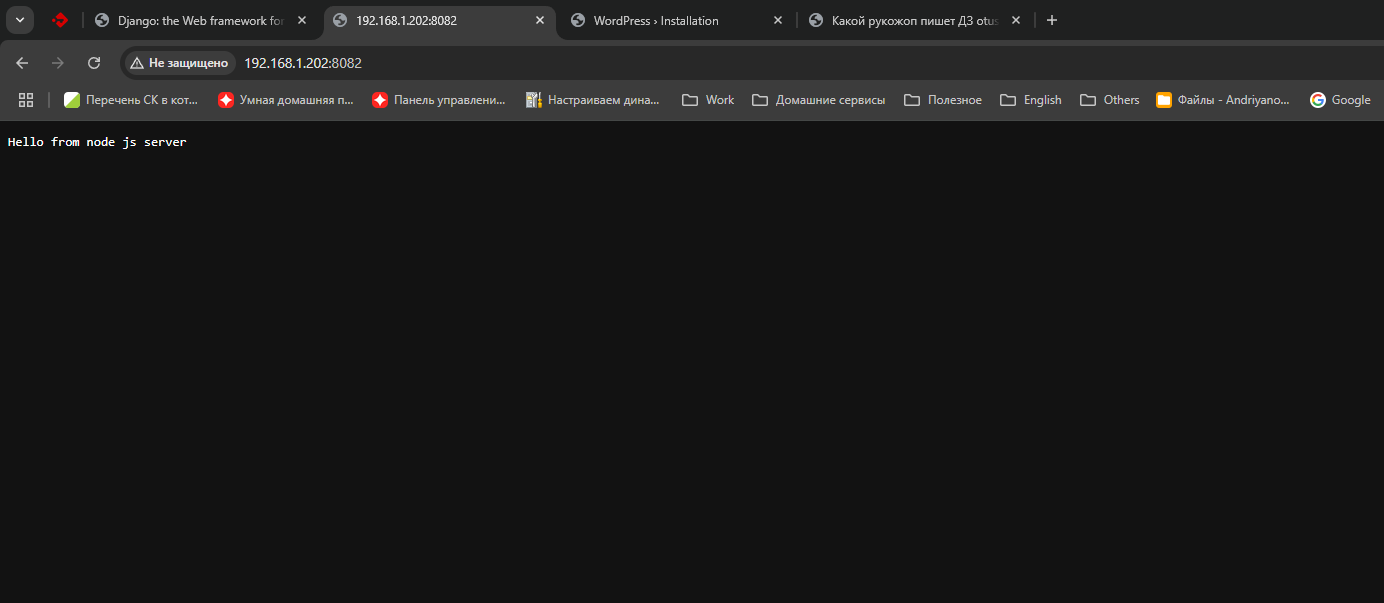 Django: the Web framework for
192.168.1.202:8082
WordPress › Installation
Какой рукожоп пишет ДЗ otus
Не защищено
192.168.1.202:8082
Перечень СК в кот...
Умная домашняя п...
Панель управлени...
Настраиваем дина...
Work
Домашние сервисы
Полезное
English
Others
Файлы - Andriyano...
Google
Hello from node js server